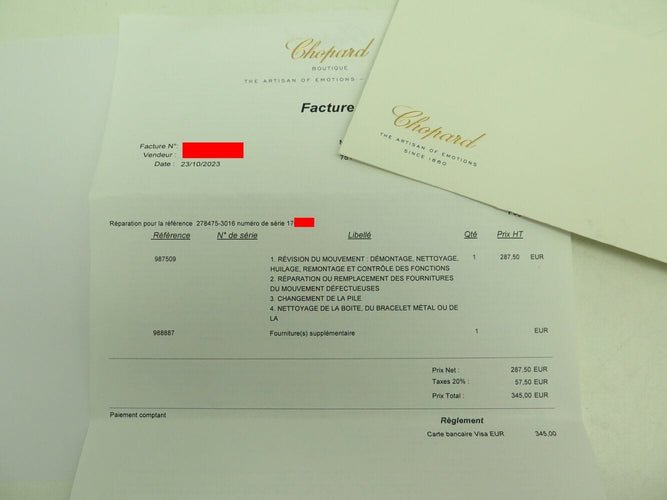 Chopard
BOUTIQUE
THE ARTISAN OF EMOTIONS –
Facture
Chopard
THE ARTISAN OF EMOTIONS
SINCE 1860
Facture N°:
Vendeur :
Date : 23/10/2023
Réparation pour la référence 278475-3016 numéro de série 17
Référence N° de série Libellé Qté Prix HT
987509 1. RÉVISION DU MOUVEMENT : DÉMONTAGE, NETTOYAGE, 1 287.50 EUR
HUILAGE, REMONTAGE ET CONTRÔLE DES FONCTIONS
2. RÉPARATION OU REMPLACEMENT DES FOURNITURES
DU MOUVEMENT DÉFECTUEUSES
3. CHANGEMENT DE LA PILE
4. NETTOYAGE DE LA BOITE, DU BRACELET MÉTAL OU DE
LA
988887 Fourniture(s) supplémentaire 1 EUR
Prix Net : 287.50 EUR
Taxes 20% : 57.50 EUR
Prix Total : 345.00 EUR
Paiement comptant
Règlement
Carte bancaire Visa EUR 345.00